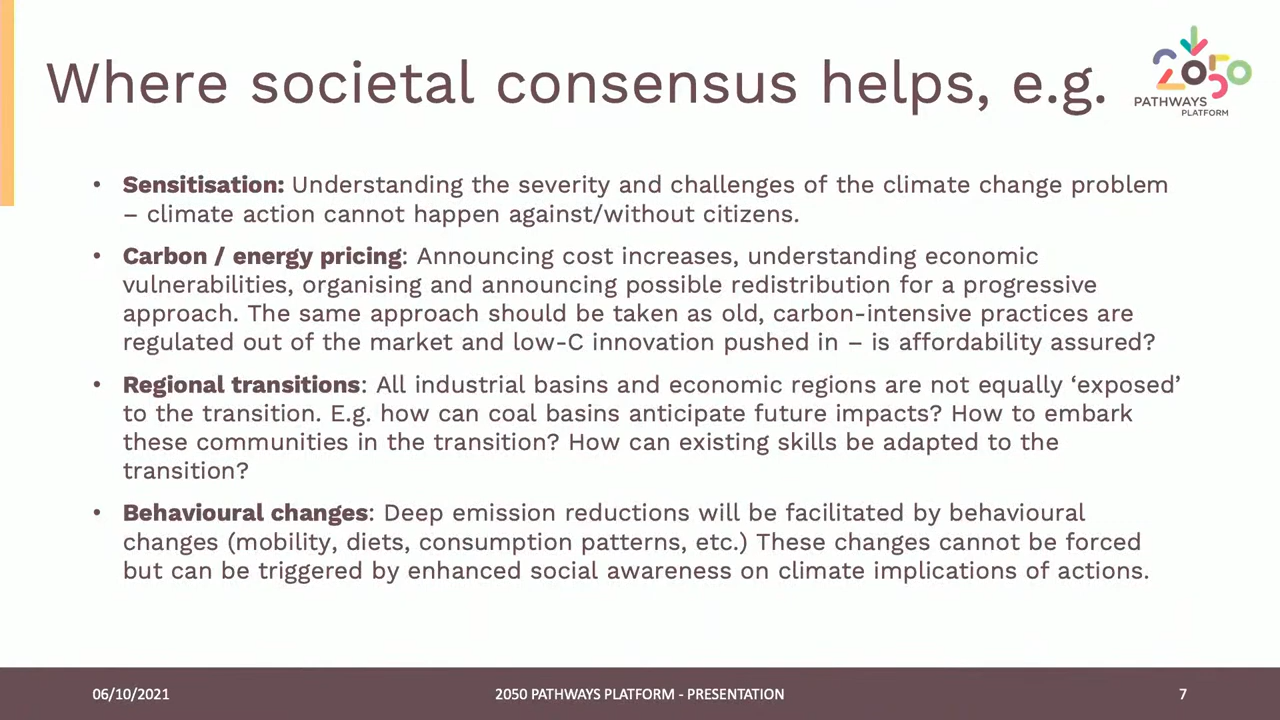 Where societal consensus helps, e.g.
2050
PATHWAYS
PLATFORM
• Sensitisation: Understanding the severity and challenges of the climate change problem
– climate action cannot happen against/without citizens.
• Carbon / energy pricing: Announcing cost increases, understanding economic
vulnerabilities, organising and announcing possible redistribution for a progressive
approach. The same approach should be taken as old, carbon-intensive practices are
regulated out of the market and low-C innovation pushed in – is affordability assured?
• Regional transitions: All industrial basins and economic regions are not equally ‘exposed’
to the transition. E.g. how can coal basins anticipate future impacts? How to embark
these communities in the transition? How can existing skills be adapted to the
transition?
• Behavioural changes: Deep emission reductions will be facilitated by behavioural
changes (mobility, diets, consumption patterns, etc.) These changes cannot be forced
but can be triggered by enhanced social awareness on climate implications of actions.
06/10/2021
2050 PATHWAYS PLATFORM - PRESENTATION
7